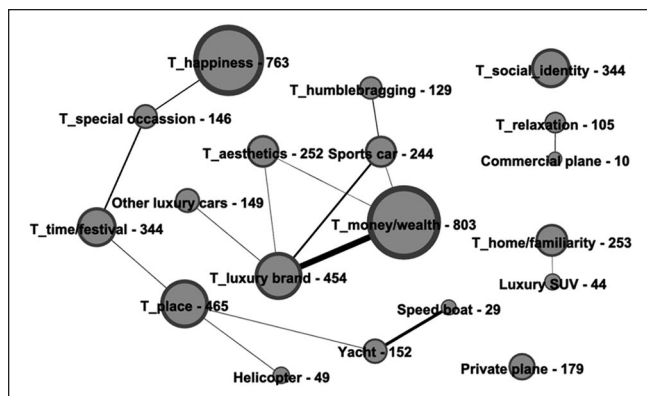 T_happiness - 763
T_social_identity - 344
T_humblebragging - 129
T_special occassion - 146
T_relaxation - 105
T_aesthetics - 252
Sports car - 244
Commercial plane - 10
Other luxury cars - 149
T_money/wealth - 803
T_time/festival - 344
T_home/familiarity - 253
T_luxury brand - 454
Luxury SUV - 44
T_place - 465
Speed boat - 29
Yacht - 152
Private plane - 179
Helicopter - 49